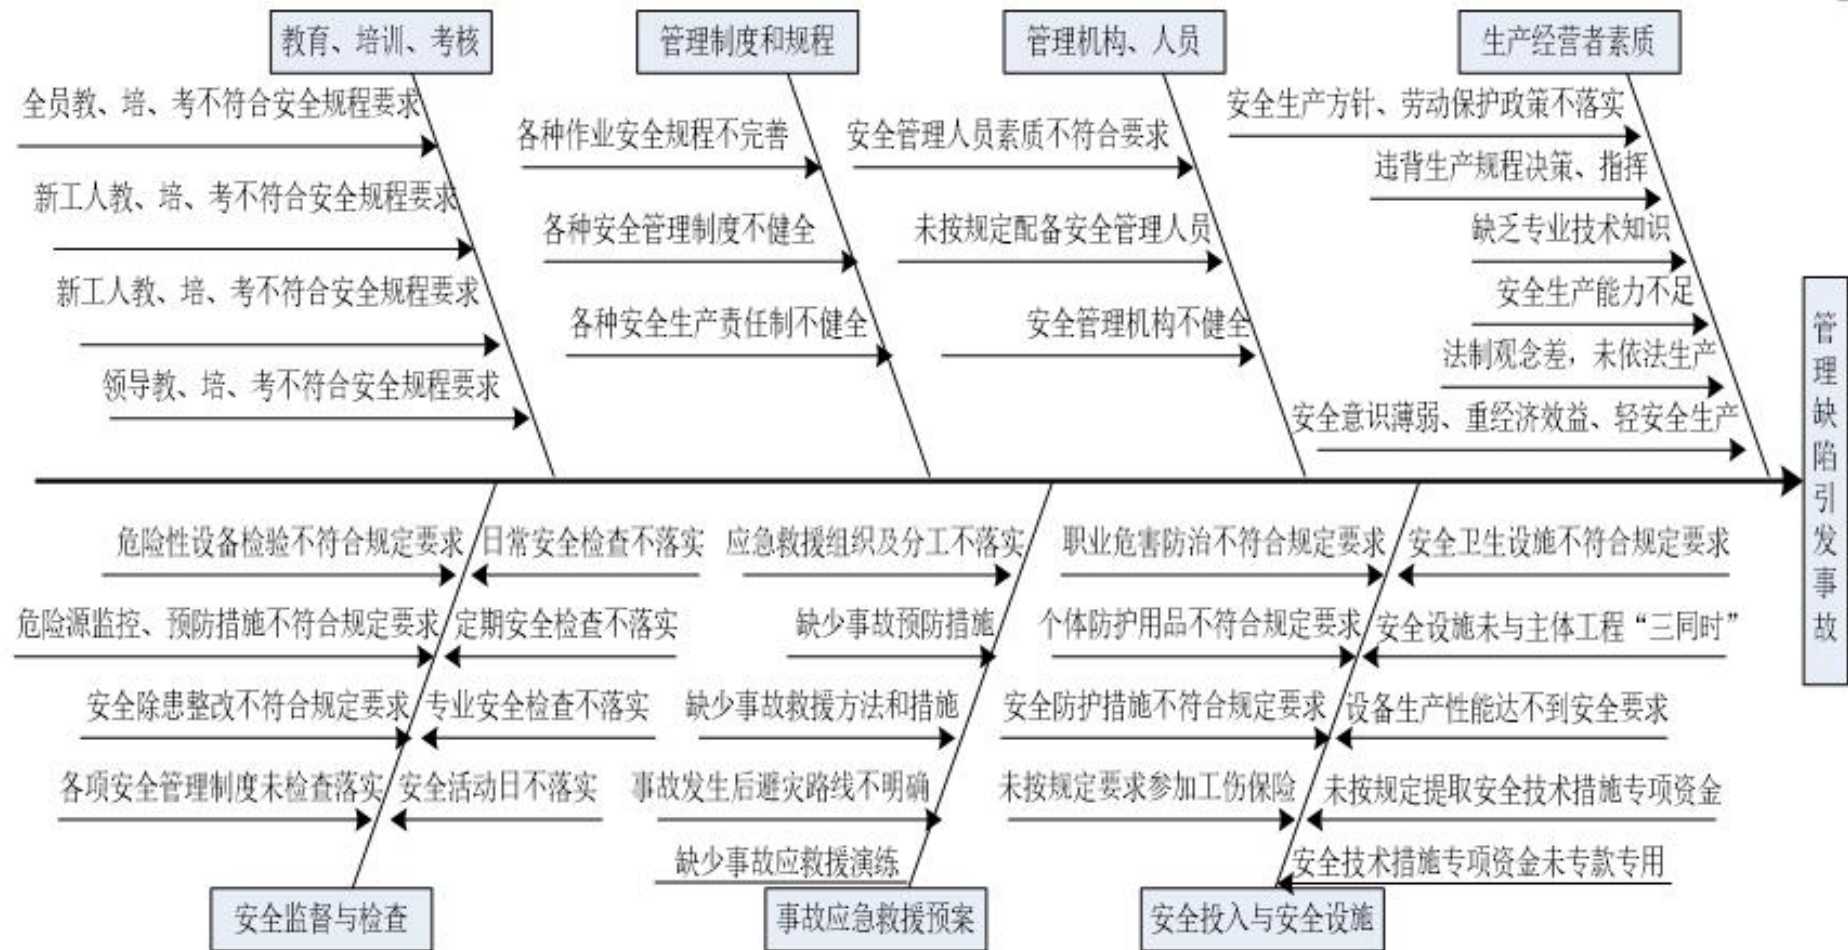 教育、培训、考核
全员教、培、考不符合安全规程要求
新工人教、培、考不符合安全规程要求
新工人教、培、考不符合安全规程要求
领导教、培、考不符合安全规程要求
管理制度和规程
各种作业安全规程不完善
各种安全管理制度不健全
各种安全生产责任制不健全
管理机构、人员
安全管理人员素质不符合要求
未按规定配备安全管理人员
安全管理机构不健全
生产经营者素质
安全生产方针、劳动保护政策不落实
违背生产规程决策、指挥
缺乏专业技术知识
安全生产能力不足
法制观念差，未依法生产
安全意识薄弱、重经济效益、轻安全生产
管理缺陷引发事故
危险性设备检验不符合规定要求
危险源监控、预防措施不符合规定要求
安全除患整改不符合规定要求
各项安全管理制度未检查落实
日常安全检查不落实
定期安全检查不落实
专业安全检查不落实
安全活动日不落实
安全监督与检查
应急救援组织及分工不落实
缺少事故预防措施
缺少事故救援方法和措施
事故发生后避灾路线不明确
缺少事故应救援演练
事故应急救援预案
职业危害防治不符合规定要求
个体防护用品不符合规定要求
安全防护措施不符合规定要求
未按规定要求参加工伤保险
安全卫生设施不符合规定要求
安全设施未与主体工程“三同时”
设备生产性能达不到安全要求
未按规定提取安全技术措施专项资金
安全技术措施专项资金未专款专用
安全投入与安全设施